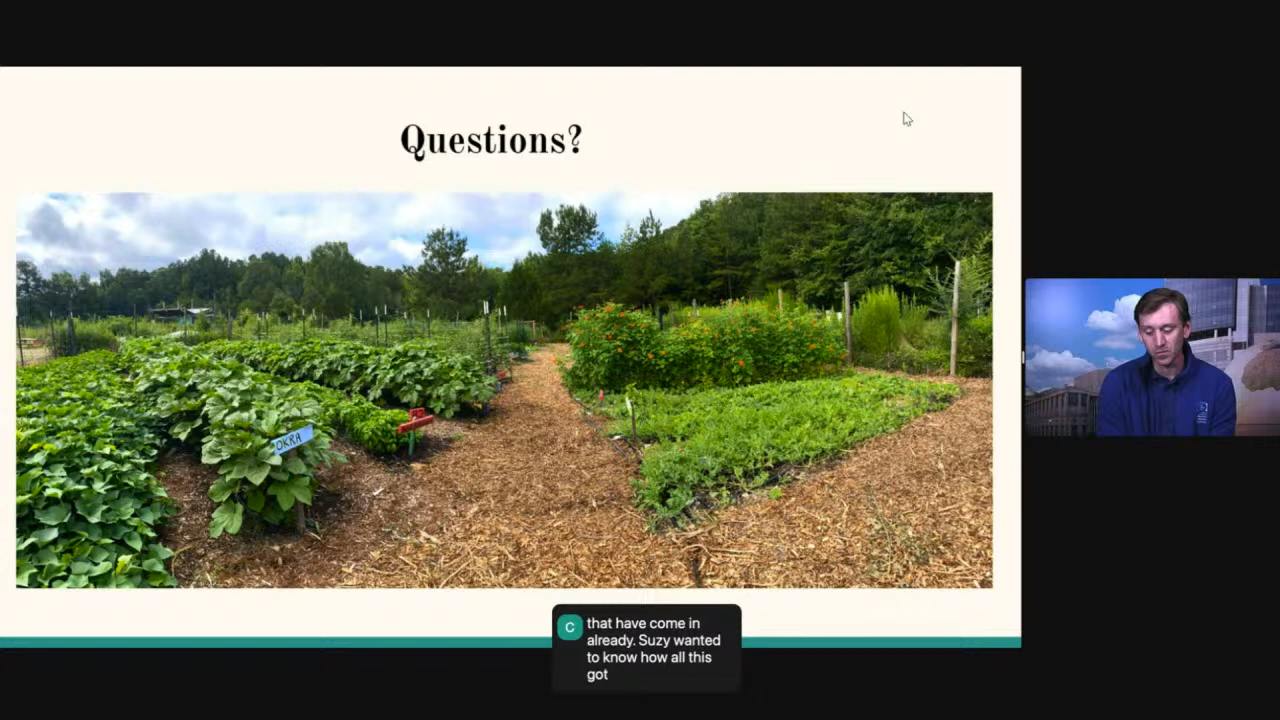 Questions?
OKRA
C
that have come in
already. Suzy wanted
to know how all this
got